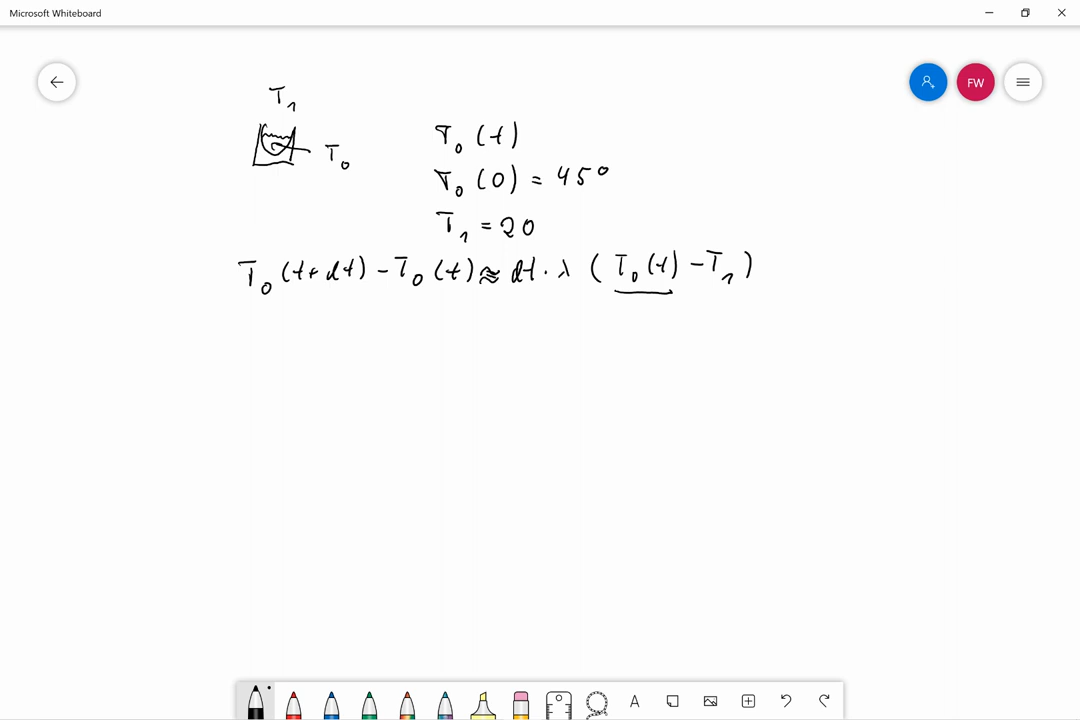 Microsoft Whiteboard
FW
T₁
T₀
T₀(t)
T₀(0) = 45°
T₁ = 20
T₀(t+dt) - T₀(t) ≈ dt · λ (T₀(t) - T₁)
A